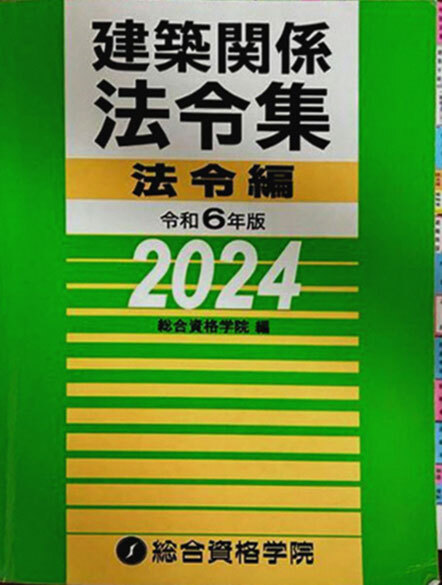 建築関係
法令集
法令編
令和6年版
2024
総合資格学院 編
総合資格学院